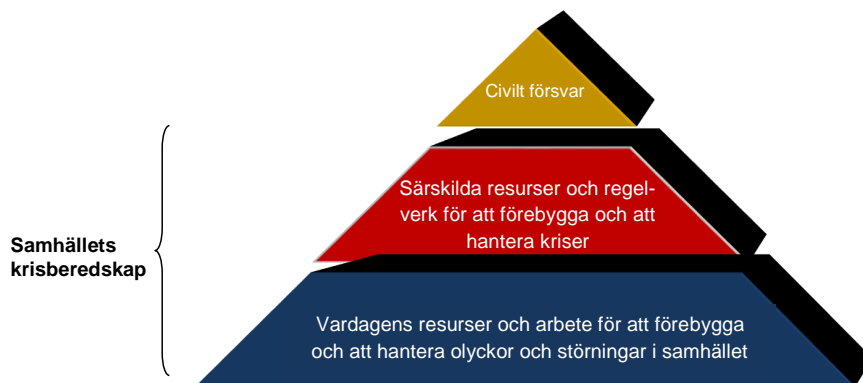 Civilt försvar
Särskilda resurser och regel-
verk för att förebygga och att
hantera kriser
Samhällets
krisberedskap
Vardagens resurser och arbete för att förebygga
och att hantera olyckor och störningar i samhället